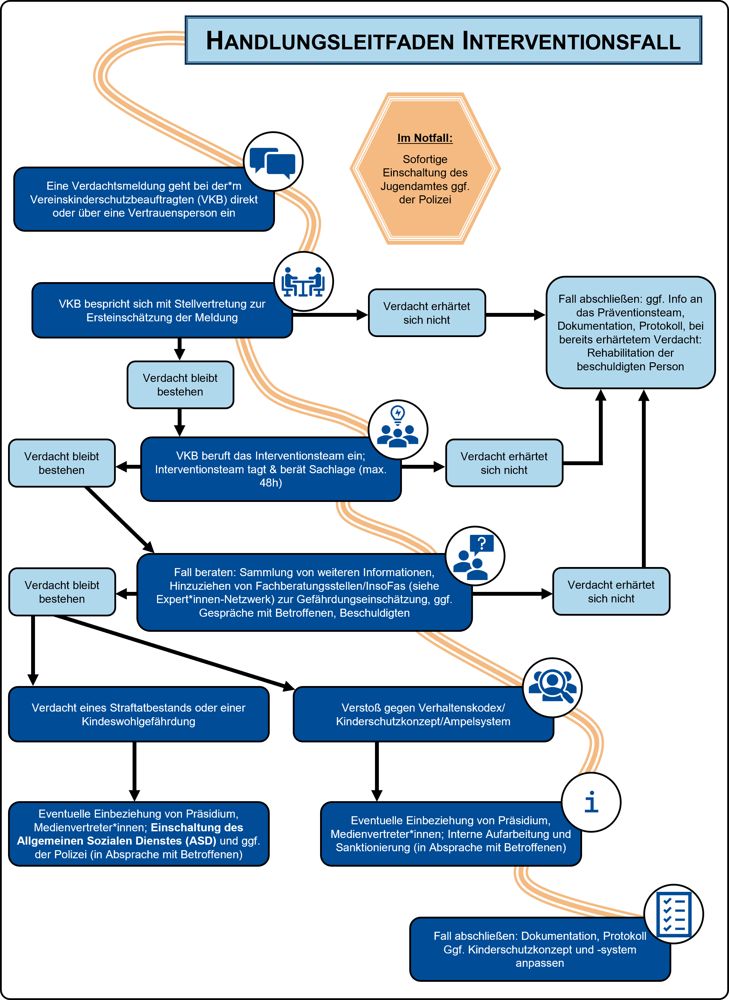 HANDLUNGSLEITFADEN INTERVENTIONSFALL
Im Notfall:
Sofortige
Einschaltung des
Jugendamtes ggf.
der Polizei
Eine Verdachtsmeldung geht bei der*m
Vereinskinderschutzbeauftragten (VKB) direkt
oder über eine Vertrauensperson ein
VKB bespricht sich mit Stellvertretung zur
Ersteinschätzung der Meldung
Verdacht erhärtet
sich nicht
Fall abschließen: ggf. Info an
das Präventionsteam,
Dokumentation, Protokoll, bei
bereits erhärtetem Verdacht:
Rehabilitation der
beschuldigten Person
Verdacht bleibt
bestehen
Verdacht bleibt
bestehen
VKB beruft das Interventionsteam ein;
Interventionsteam tagt & berät Sachlage (max.
48h)
Verdacht erhärtet
sich nicht
Verdacht bleibt
bestehen
Fall beraten: Sammlung von weiteren Informationen,
Hinzuziehen von Fachberatungsstellen/InsoFas (siehe
Expert*innen-Netzwerk) zur Gefährdungseinschätzung, ggf.
Gespräche mit Betroffenen, Beschuldigten
?
Verdacht erhärtet
sich nicht
Verdacht eines Straftatbestands oder einer
Kindeswohlgefährdung
Verstoß gegen Verhaltenskodex/
Kinderschutzkonzept/Ampelsystem
Eventuelle Einbeziehung von Präsidium,
Medienvertreter*innen; Einschaltung des
Allgemeinen Sozialen Dienstes (ASD) und ggf.
der Polizei (in Absprache mit Betroffenen)
Eventuelle Einbeziehung von Präsidium,
Medienvertreter*innen; Interne Aufarbeitung und
Sanktionierung (in Absprache mit Betroffenen)
i
Fall abschließen: Dokumentation, Protokoll
Ggf. Kinderschutzkonzept und -system
anpassen